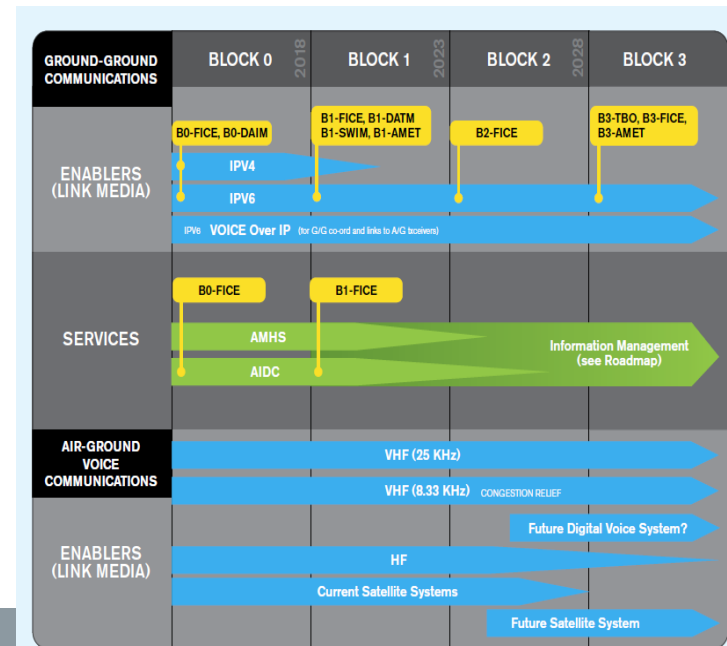 GROUND-GROUND
COMMUNICATIONS
BLOCK 0
2018
BLOCK 1
2023
BLOCK 2
2028
BLOCK 3
B0-FICE, B0-DAIM
B1-FICE, B1-DATM
B1-SWIM, B1-AMET
B2-FICE
B3-TBO, B3-FICE,
B3-AMET
ENABLERS
(LINK MEDIA)
IPV4
IPV6
IPV6 VOICE Over IP (for G/G co-ord and links to A/G txceivers)
B0-FICE
B1-FICE
SERVICES
AMHS
AIDC
Information Management
(see Roadmap)
AIR-GROUND
VOICE
COMMUNICATIONS
VHF (25 KHz)
VHF (8.33 KHz) CONGESTION RELIEF
Future Digital Voice System?
ENABLERS
(LINK MEDIA)
HF
Current Satellite Systems
Future Satellite System